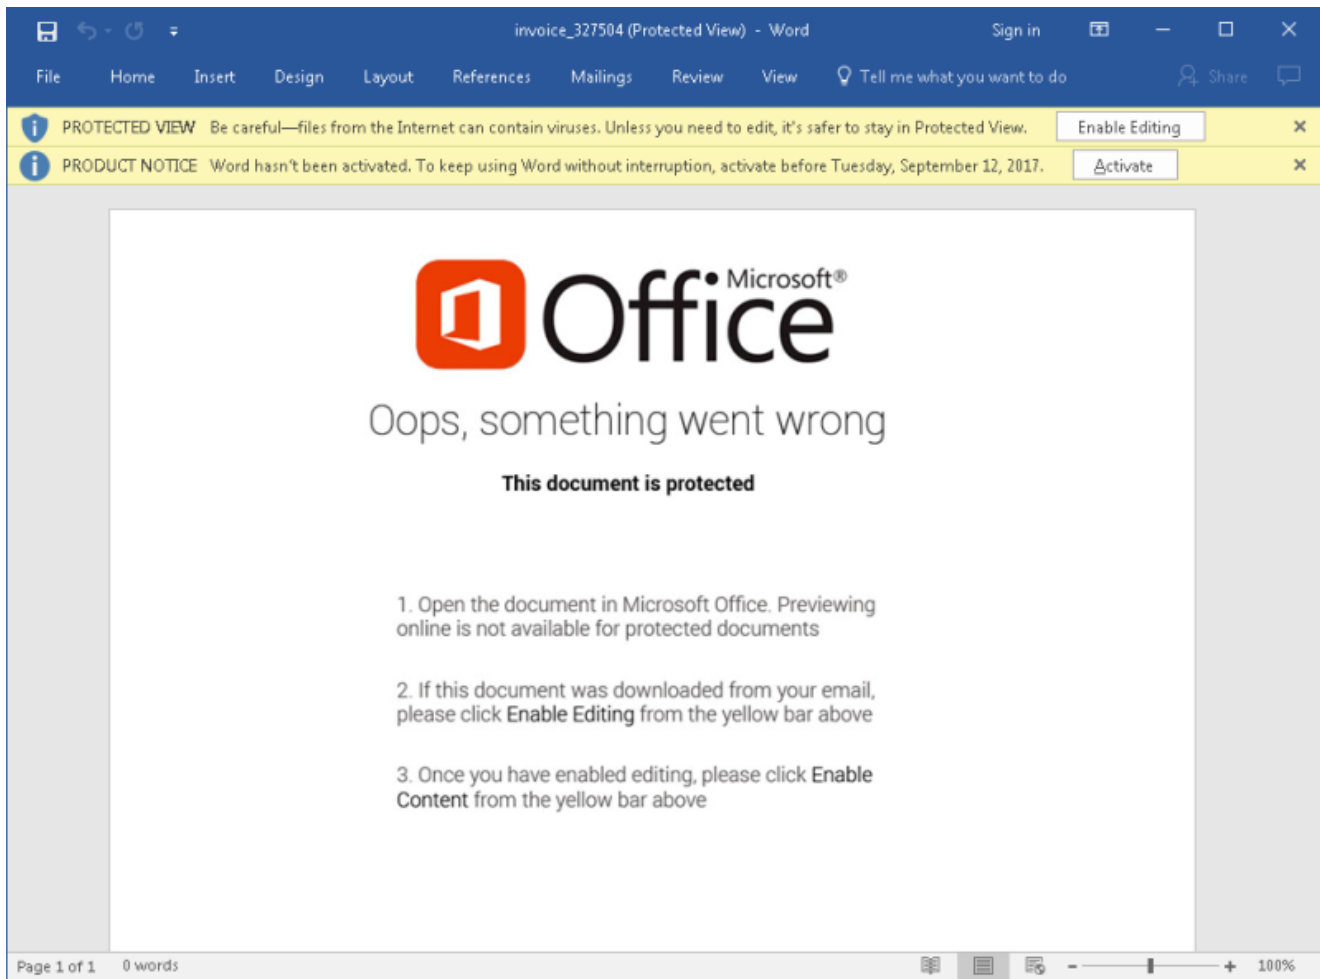 invoice_327504 (Protected View) - Word
Sign in
File Home Insert Design Layout References Mailings Review View Tell me what you want to do Share
PROTECTED VIEW Be careful—files from the Internet can contain viruses. Unless you need to edit, it's safer to stay in Protected View. Enable Editing
PRODUCT NOTICE Word hasn't been activated. To keep using Word without interruption, activate before Tuesday, September 12, 2017. Activate
Microsoft®
Office
Oops, something went wrong
This document is protected
1. Open the document in Microsoft Office. Previewing
online is not available for protected documents
2. If this document was downloaded from your email,
please click Enable Editing from the yellow bar above
3. Once you have enabled editing, please click Enable
Content from the yellow bar above
Page 1 of 1 0 words 100%